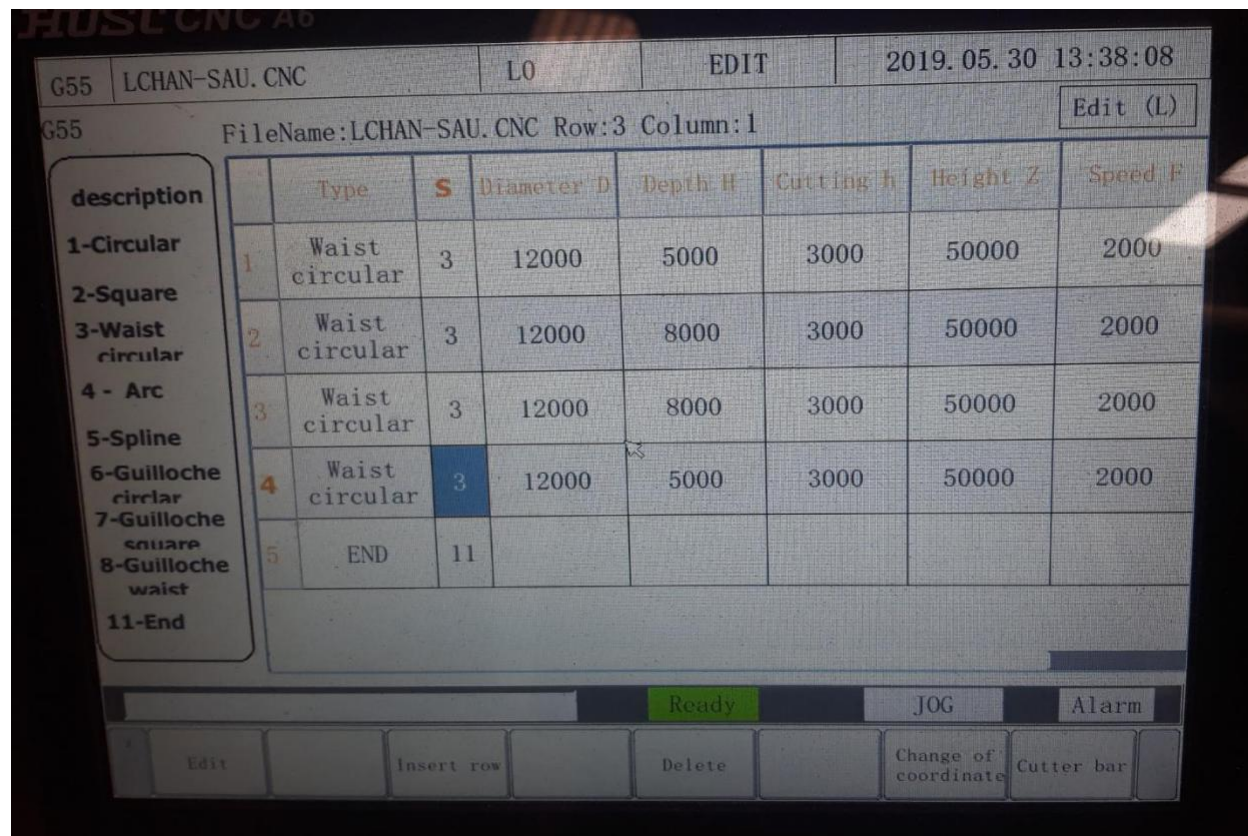 HUST CNC A6
G55 LCHAN-SAU.CNC L0 EDIT 2019.05.30 13:38:08
G55 FileName:LCHAN-SAU.CNC Row:3 Column:1 Edit (L)
description
1-Circular
2-Square
3-Waist
circular
4 - Arc
5-Spline
6-Guilloche
circlar
7-Guilloche
square
8-Guilloche
waist
11-End
Type S Diameter D Depth H Cutting h Height Z Speed F
1 Waist circular 3 12000 5000 3000 50000 2000
2 Waist circular 3 12000 8000 3000 50000 2000
3 Waist circular 3 12000 8000 3000 50000 2000
4 Waist circular 3 12000 5000 3000 50000 2000
5 END 11
Ready JOG Alarm
Edit Insert row Delete Change of coordinate Cutter bar